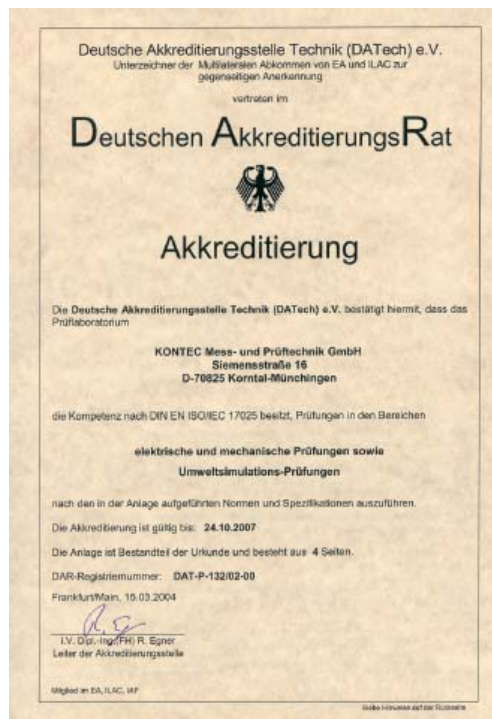 Deutsche Akkreditierungsstelle Technik (DATech) e.V.
Unterzeichner der Multilateralen Abkommen von EA und ILAC zur
gegenseitigen Anerkennung
vertreten im
Deutschen AkkreditierungsRat
Akkreditierung
Die Deutsche Akkreditierungsstelle Technik (DATech) e.V. bestätigt hiermit, dass das
Prüflaboratorium
KONTEC Mess- und Prüftechnik GmbH
Siemensstraße 16
D-70825 Korntal-Münchingen
die Kompetenz nach DIN EN ISO/IEC 17025 besitzt, Prüfungen in den Bereichen
elektrische und mechanische Prüfungen sowie
Umweltsimulations-Prüfungen
nach den in der Anlage aufgeführten Normen und Spezifikationen auszuführen.
Die Akkreditierung ist gültig bis: 24.10.2007
Die Anlage ist Bestandteil der Urkunde und besteht aus 4 Seiten.
DAR-Registriernummer: DAT-P-132/02-00
Frankfurt/Main, 15.03.2004
I.V. Dipl.-Ing.(FH) R. Egner
Leiter der Akkreditierungsstelle
Mitglied im EA, ILAC, IAF
Siehe Hinweise auf der Rückseite